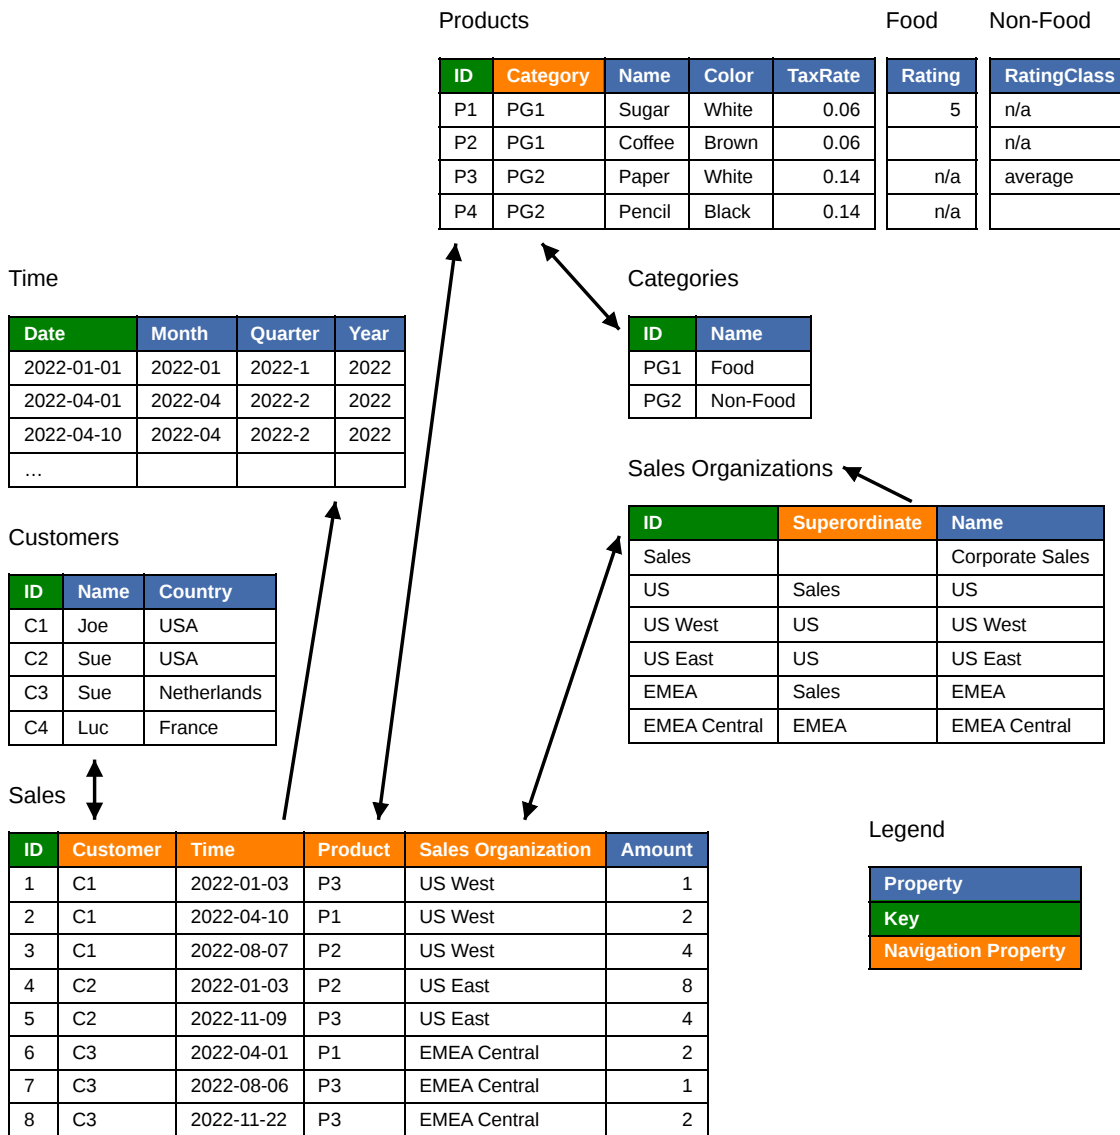 Products Food Non-Food
ID Category Name Color TaxRate Rating RatingClass
P1 PG1 Sugar White 0.06 5 n/a
P2 PG1 Coffee Brown 0.06 n/a
P3 PG2 Paper White 0.14 n/a average
P4 PG2 Pencil Black 0.14 n/a
Time
Date Month Quarter Year
2022-01-01 2022-01 2022-1 2022
2022-04-01 2022-04 2022-2 2022
2022-04-10 2022-04 2022-2 2022
…
Categories
ID Name
PG1 Food
PG2 Non-Food
Sales Organizations
ID Superordinate Name
Sales Corporate Sales
US Sales US
US West US US West
US East US US East
EMEA Sales EMEA
EMEA Central EMEA EMEA Central
Customers
ID Name Country
C1 Joe USA
C2 Sue USA
C3 Sue Netherlands
C4 Luc France
Sales
ID Customer Time Product Sales Organization Amount
1 C1 2022-01-03 P3 US West 1
2 C1 2022-04-10 P1 US West 2
3 C1 2022-08-07 P2 US West 4
4 C2 2022-01-03 P2 US East 8
5 C2 2022-11-09 P3 US East 4
6 C3 2022-04-01 P1 EMEA Central 2
7 C3 2022-08-06 P3 EMEA Central 1
8 C3 2022-11-22 P3 EMEA Central 2
Legend
Property
Key
Navigation Property